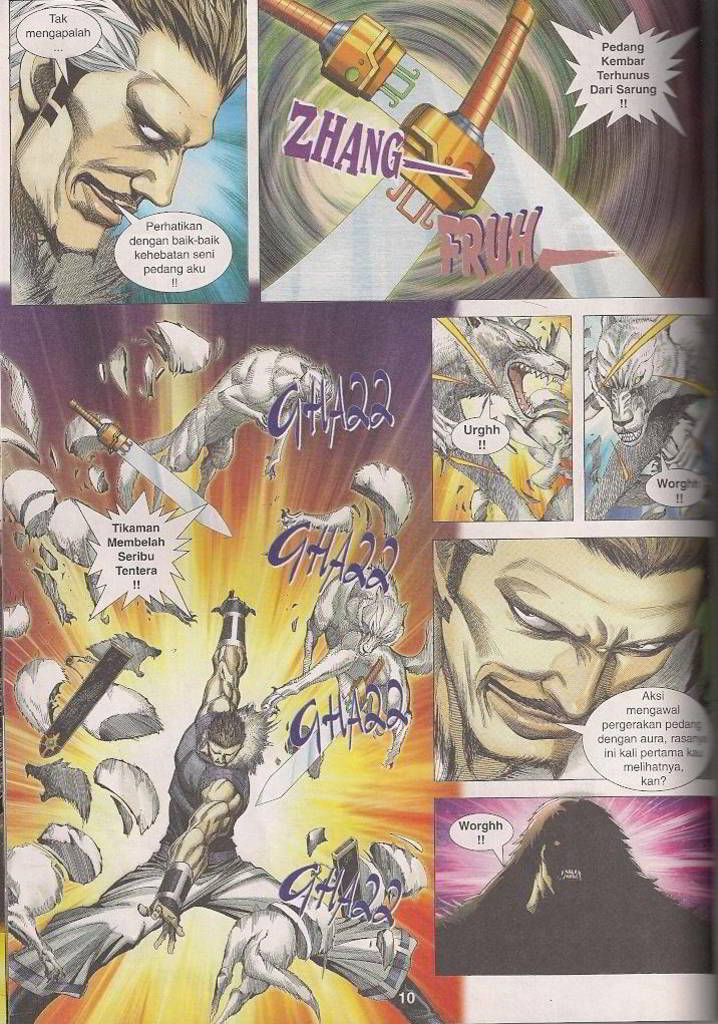 Tak
mengapalah
...
Perhatikan
dengan baik-baik
kehebatan seni
pedang aku
!!
Pedang
Kembar
Terhunus
Dari Sarung
!!
ZHANG
FRUH
GHAZZ
Urghh
!!
Worghh
!!
Tikaman
Membelah
Seribu
Tentera
!!
GHAZZ
GHAZZ
GHAZZ
Aksi
mengawal
pergerakan pedang
dengan aura, rasanya
ini kali pertama kau
melihatnya,
kan?
Worghh
!!
10